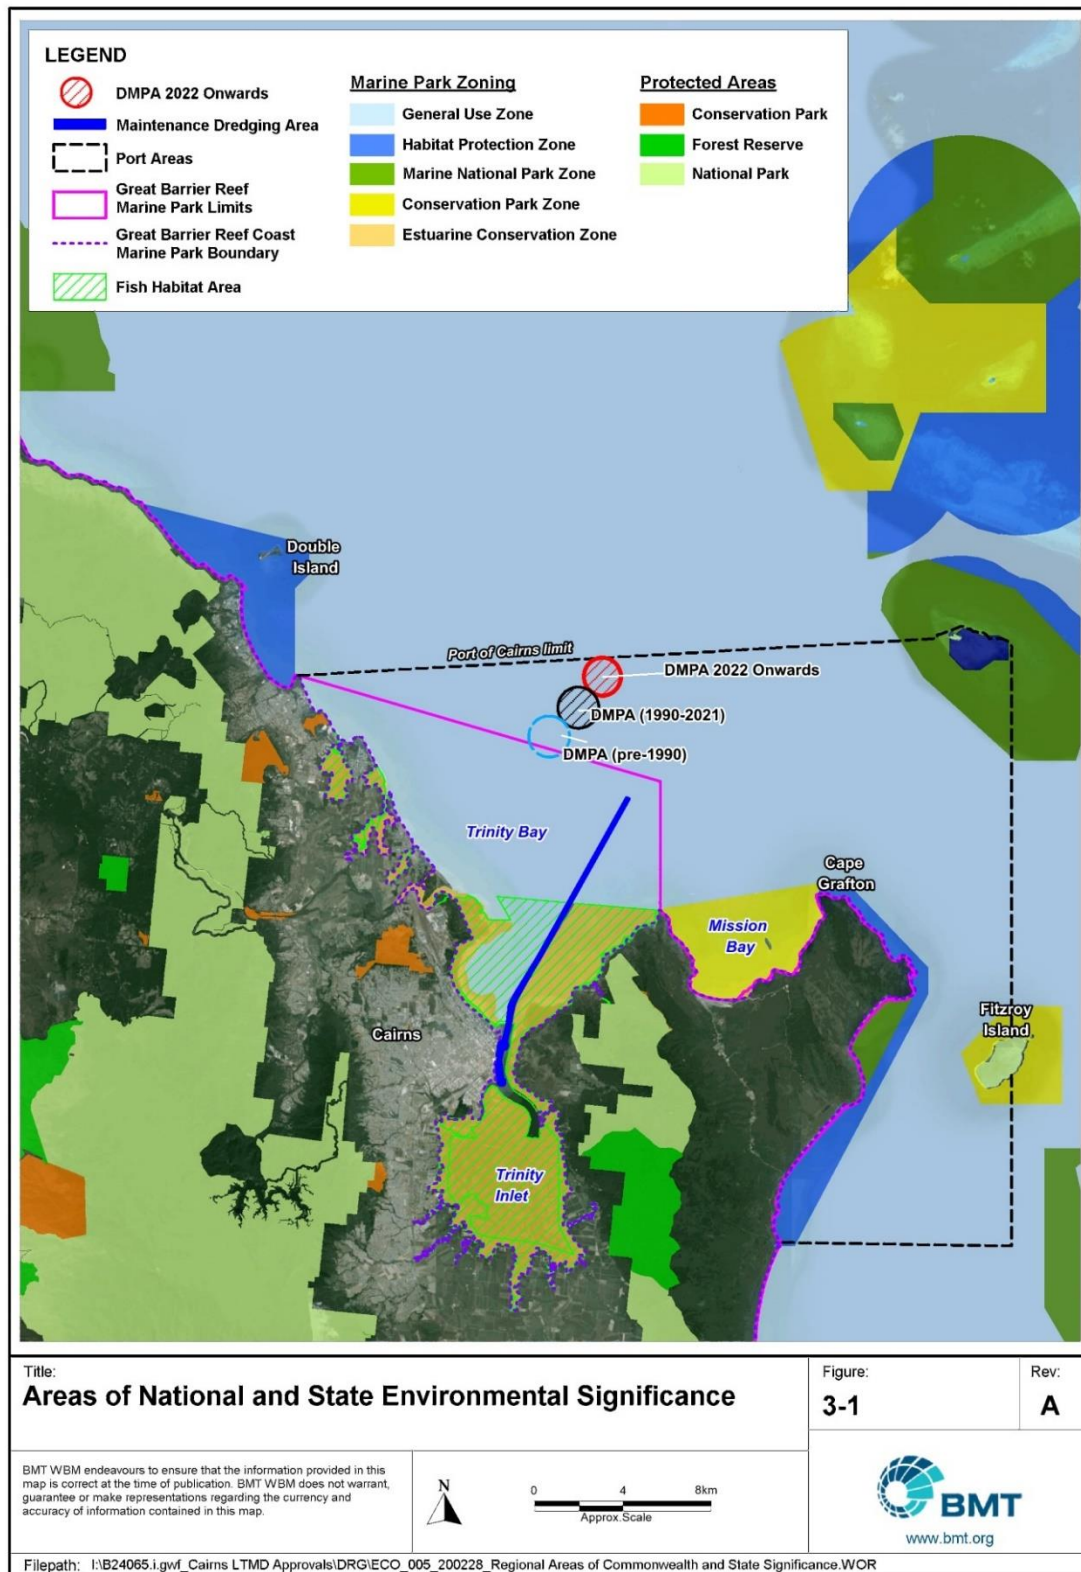 LEGEND
DMPA 2022 Onwards
Maintenance Dredging Area
Port Areas
Great Barrier Reef
Marine Park Limits
Great Barrier Reef Coast
Marine Park Boundary
Fish Habitat Area
Marine Park Zoning
General Use Zone
Habitat Protection Zone
Marine National Park Zone
Conservation Park Zone
Estuarine Conservation Zone
Protected Areas
Conservation Park
Forest Reserve
National Park
Double
Island
Port of Cairns limit
DMPA 2022 Onwards
DMPA (1990-2021)
DMPA (pre-1990)
Trinity Bay
Cape
Grafton
Mission
Bay
Fitzroy
Island
Cairns
Trinity
Inlet
Title:
Areas of National and State Environmental Significance
Figure:
3-1
Rev:
A
BMT WBM endeavours to ensure that the information provided in this
map is correct at the time of publication. BMT WBM does not warrant,
guarantee or make representations regarding the currency and
accuracy of information contained in this map.
N
0 4 8km
Approx.Scale
BMT
www.bmt.org
Filepath: I:\B24065.i.gwf_Cairns LTMD Approvals\DRG\ECO_005_200228_Regional Areas of Commonwealth and State Significance.WOR